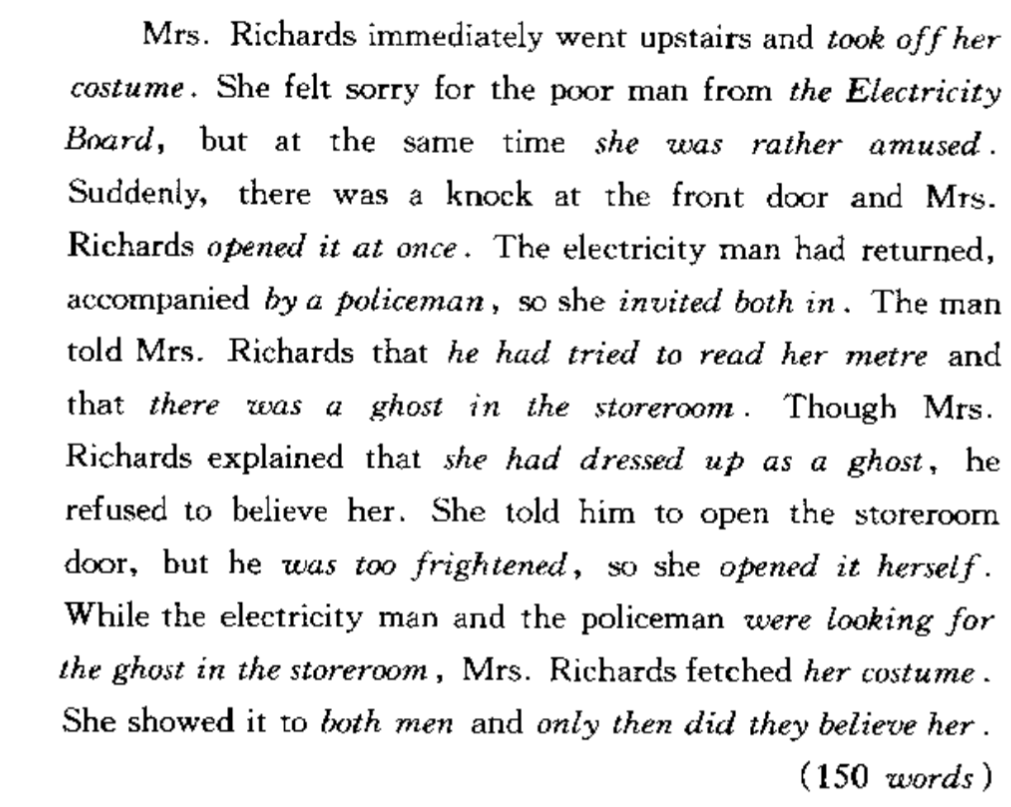 Mrs. Richards immediately went upstairs and took off her
costume. She felt sorry for the poor man from the Electricity
Board, but at the same time she was rather amused.
Suddenly, there was a knock at the front door and Mrs.
Richards opened it at once. The electricity man had returned,
accompanied by a policeman, so she invited both in. The man
told Mrs. Richards that he had tried to read her metre and
that there was a ghost in the storeroom. Though Mrs.
Richards explained that she had dressed up as a ghost, he
refused to believe her. She told him to open the storeroom
door, but he was too frightened, so she opened it herself.
While the electricity man and the policeman were looking for
the ghost in the storeroom, Mrs. Richards fetched her costume.
She showed it to both men and only then did they believe her.
(150 words)